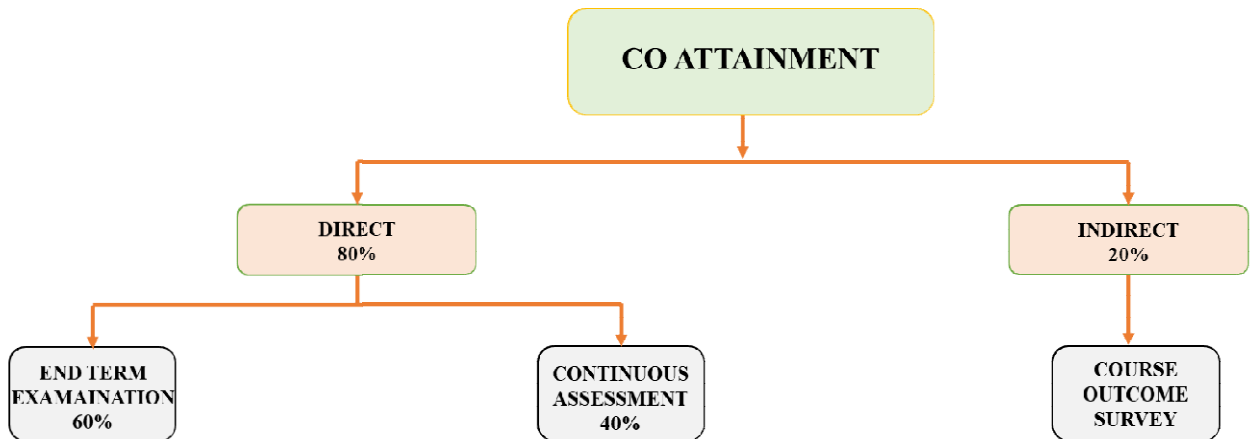 CO ATTAINMENT
DIRECT
80%
INDIRECT
20%
END TERM
EXAMAINATION
60%
CONTINUOUS
ASSESSMENT
40%
COURSE
OUTCOME
SURVEY